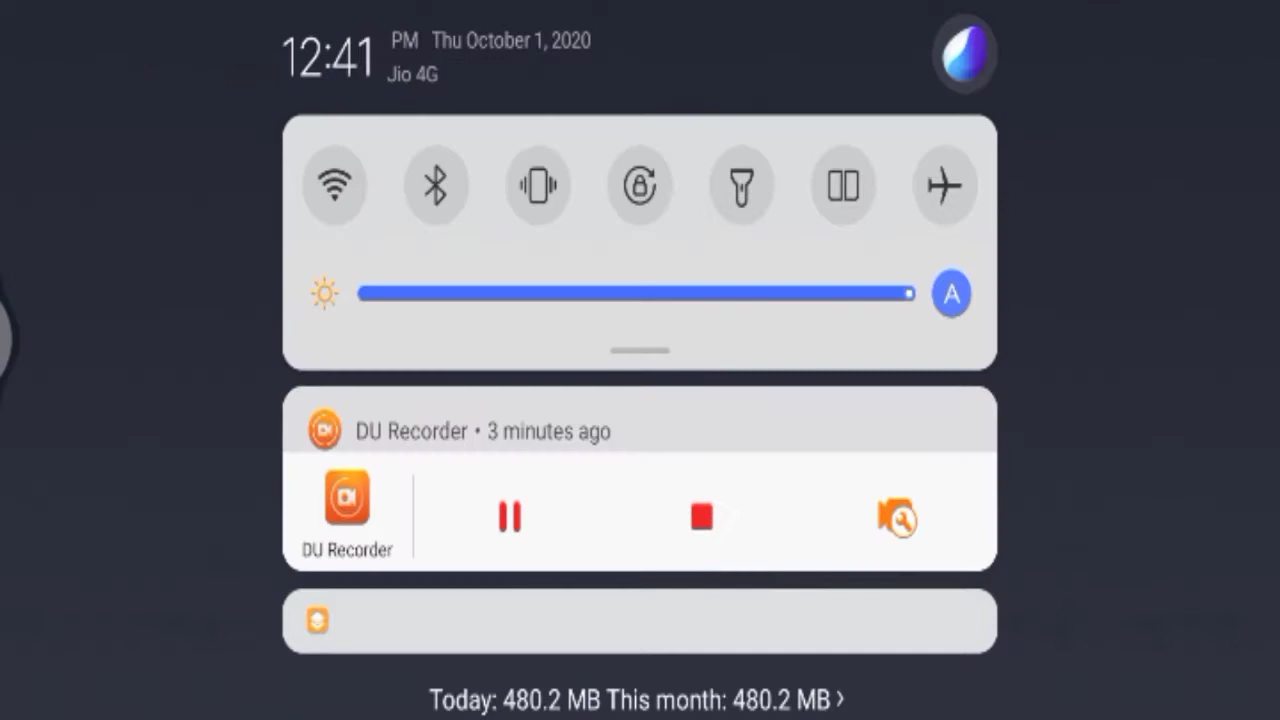 12:41 PM Thu October 1, 2020
Jio 4G
A
DU Recorder • 3 minutes ago
DU Recorder
Today: 480.2 MB This month: 480.2 MB ›